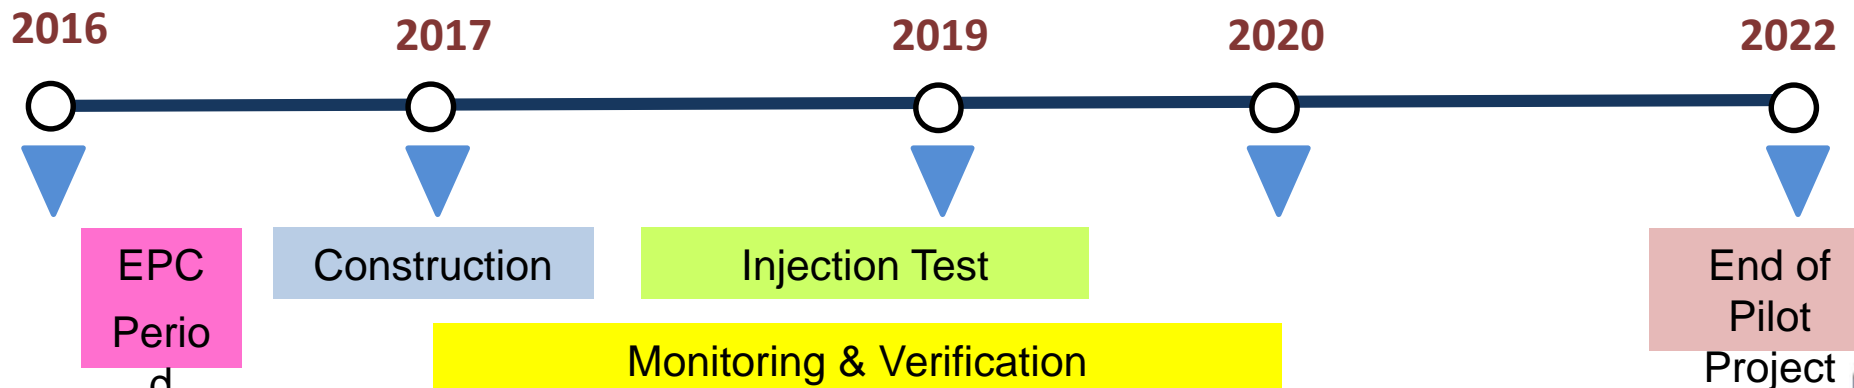 2016 2017 2019 2020 2022
EPC
Perio
d
Construction
Injection Test
Monitoring & Verification
End of
Pilot
Project